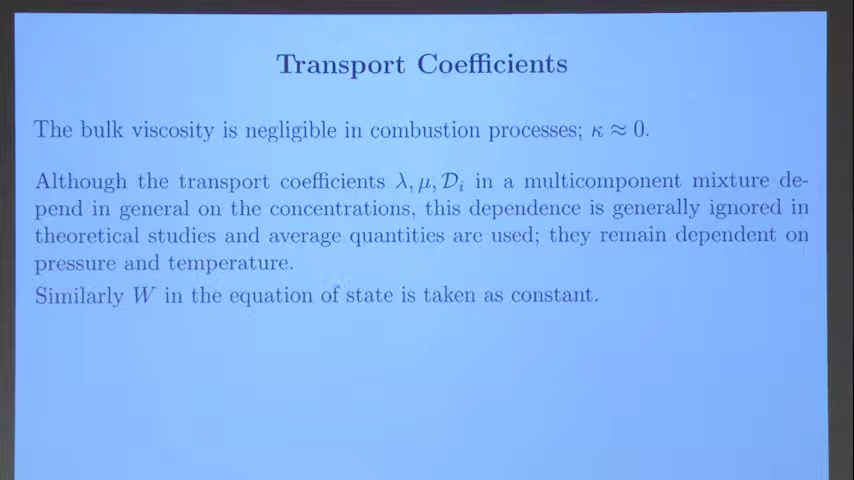 Transport Coefficients
The bulk viscosity is negligible in combustion processes; κ ≈ 0.
Although the transport coefficients λ, μ, 𝒟ᵢ in a multicomponent mixture de-
pend in general on the concentrations, this dependence is generally ignored in
theoretical studies and average quantities are used; they remain dependent on
pressure and temperature.
Similarly W in the equation of state is taken as constant.